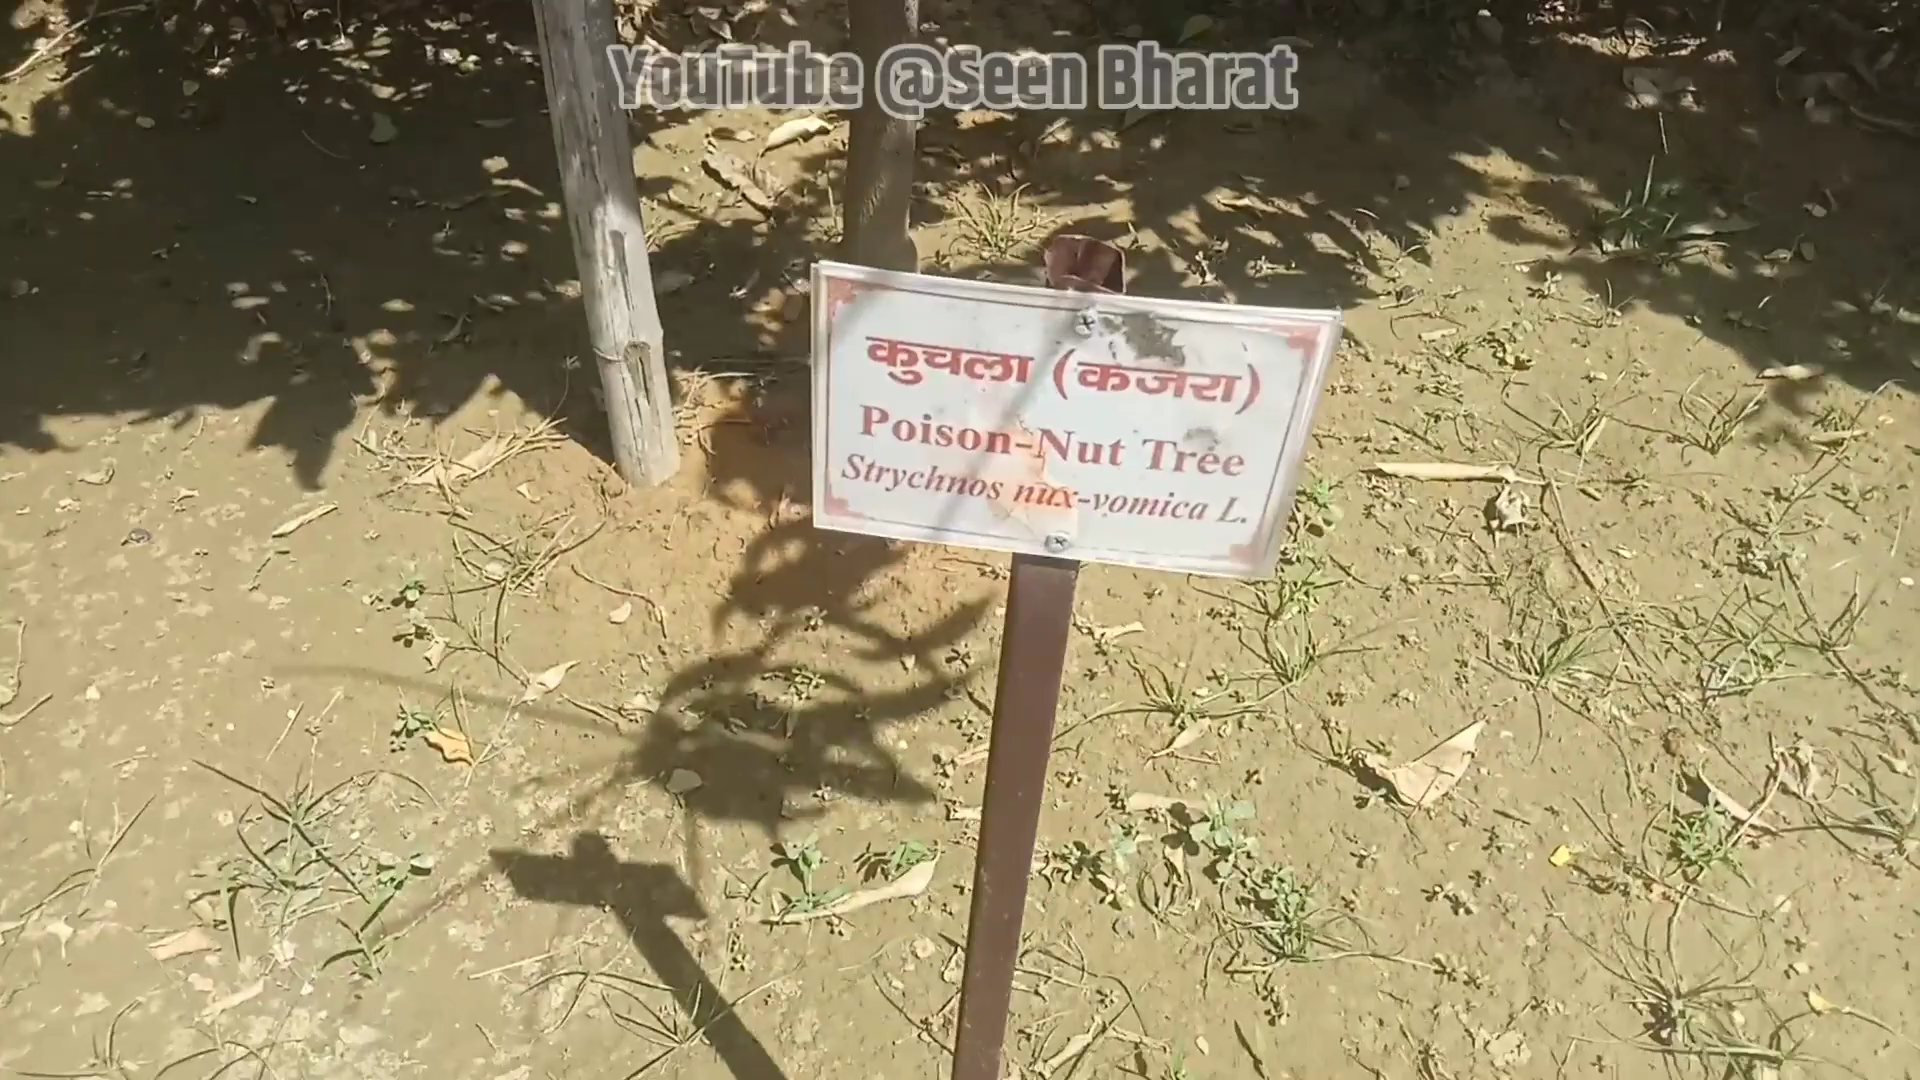 YouTube @Seen Bharat
कुचला (कजरा)
Poison-Nut Tree
Strychnos nux-vomica L.